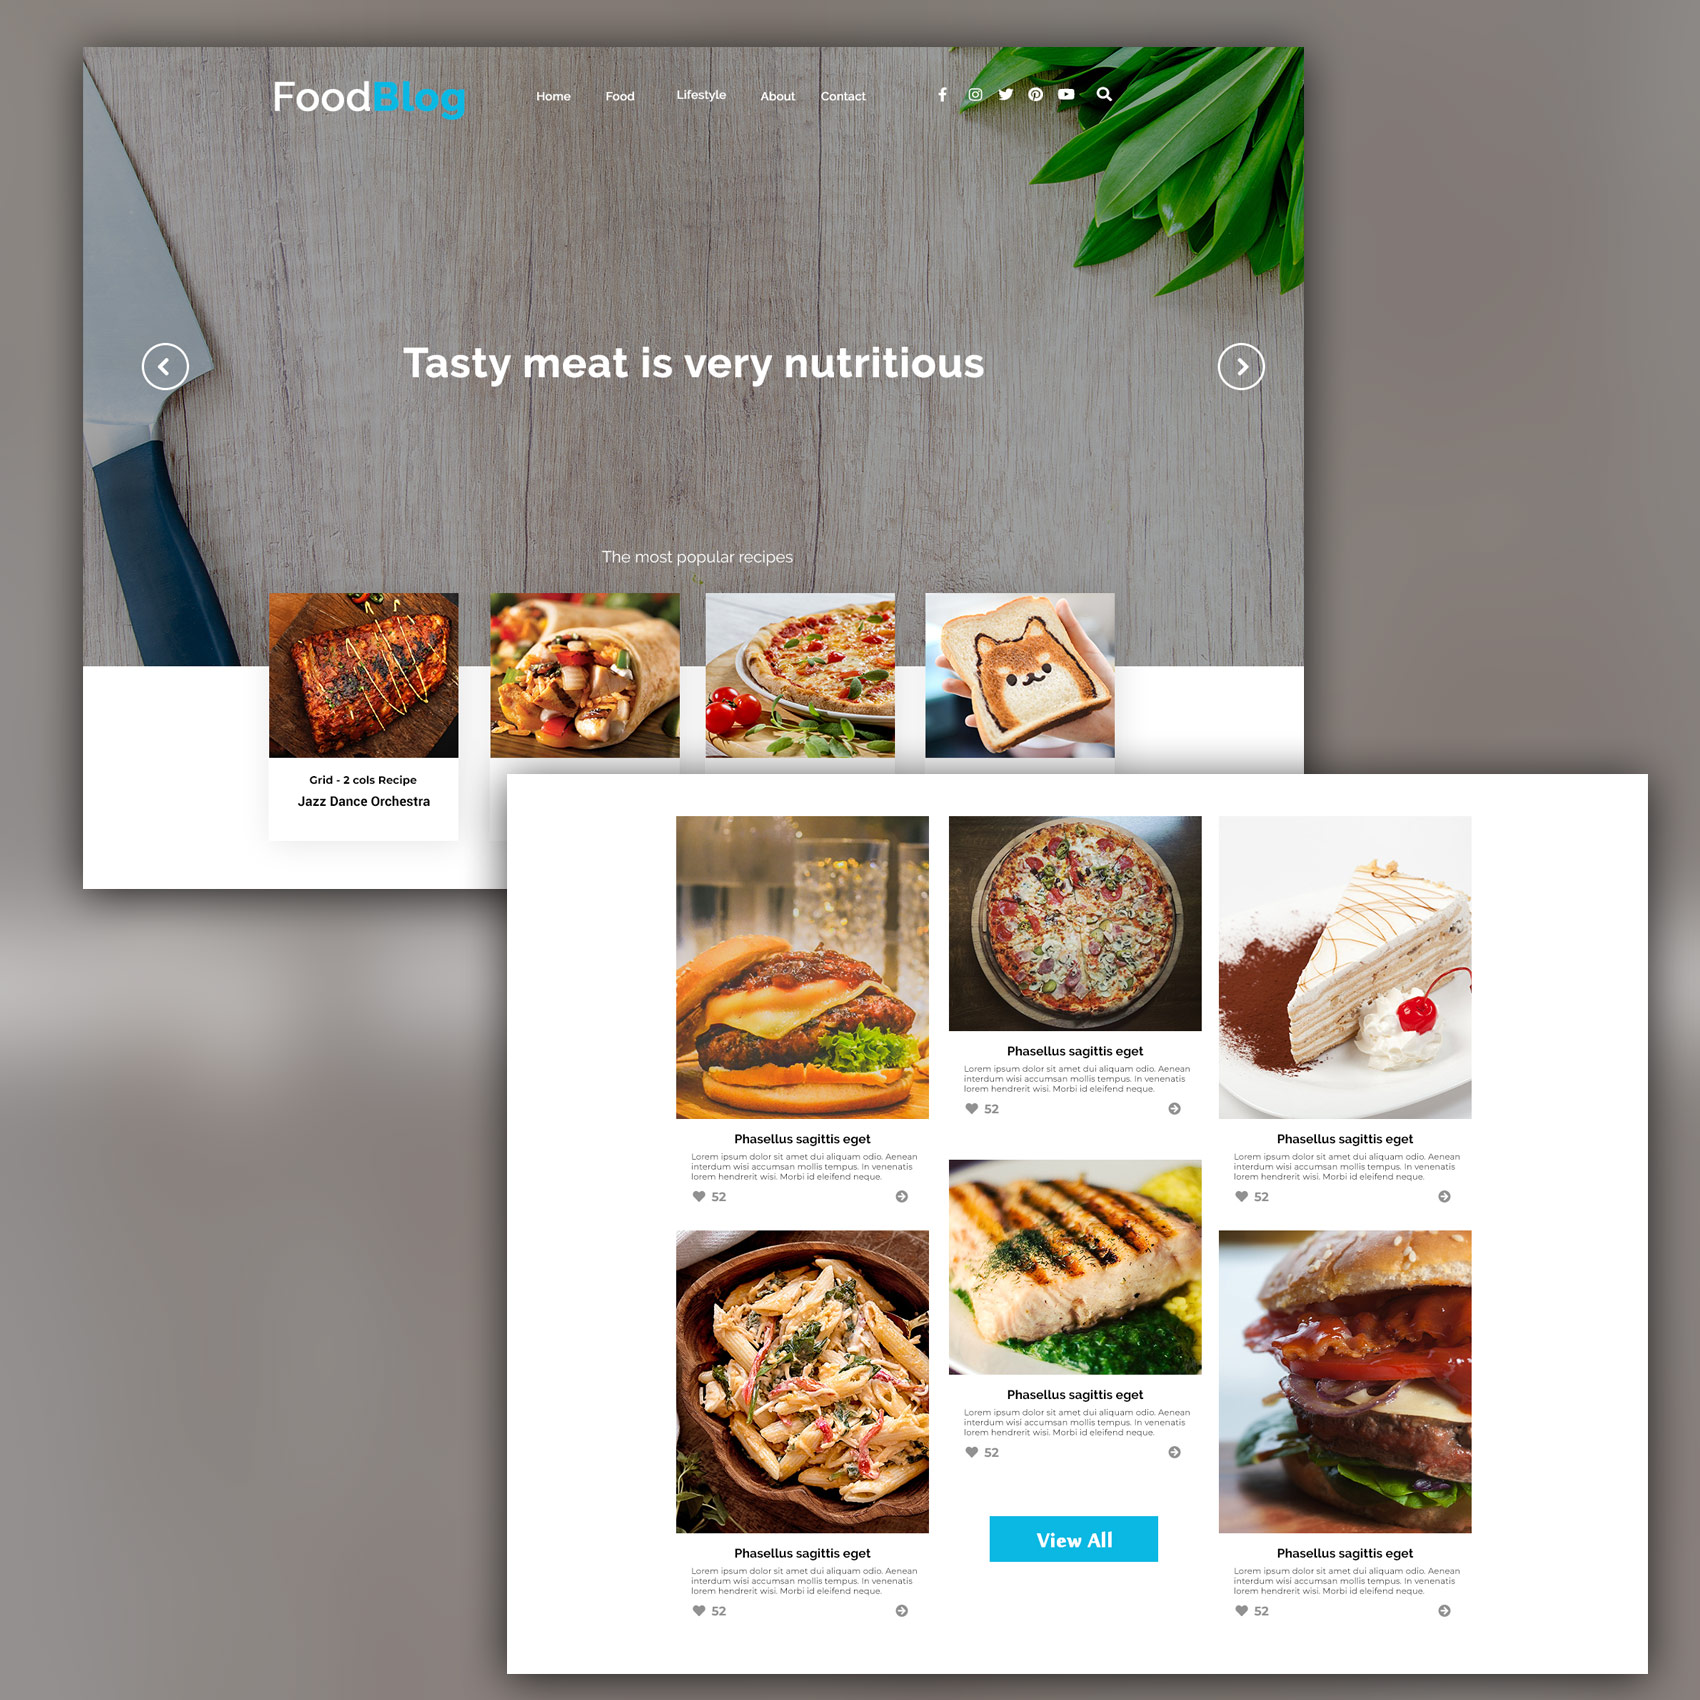 FoodBlog
Home Food Lifestyle About Contact
Tasty meat is very nutritious
The most popular recipes
Grid - 2 cols Recipe
Jazz Dance Orchestra
Phasellus sagittis eget
Lorem ipsum dolor sit amet dui aliquam odio. Aenean
interdum wisi accumsan mollis tempus. In venenatis
lorem hendrerit wisi. Morbi id eleifend neque.
52
Phasellus sagittis eget
Lorem ipsum dolor sit amet dui aliquam odio. Aenean
interdum wisi accumsan mollis tempus. In venenatis
lorem hendrerit wisi. Morbi id eleifend neque.
52
Phasellus sagittis eget
Lorem ipsum dolor sit amet dui aliquam odio. Aenean
interdum wisi accumsan mollis tempus. In venenatis
lorem hendrerit wisi. Morbi id eleifend neque.
52
Phasellus sagittis eget
Lorem ipsum dolor sit amet dui aliquam odio. Aenean
interdum wisi accumsan mollis tempus. In venenatis
lorem hendrerit wisi. Morbi id eleifend neque.
52
View All
Phasellus sagittis eget
Lorem ipsum dolor sit amet dui aliquam odio. Aenean
interdum wisi accumsan mollis tempus. In venenatis
lorem hendrerit wisi. Morbi id eleifend neque.
52
Phasellus sagittis eget
Lorem ipsum dolor sit amet dui aliquam odio. Aenean
interdum wisi accumsan mollis tempus. In venenatis
lorem hendrerit wisi. Morbi id eleifend neque.
52